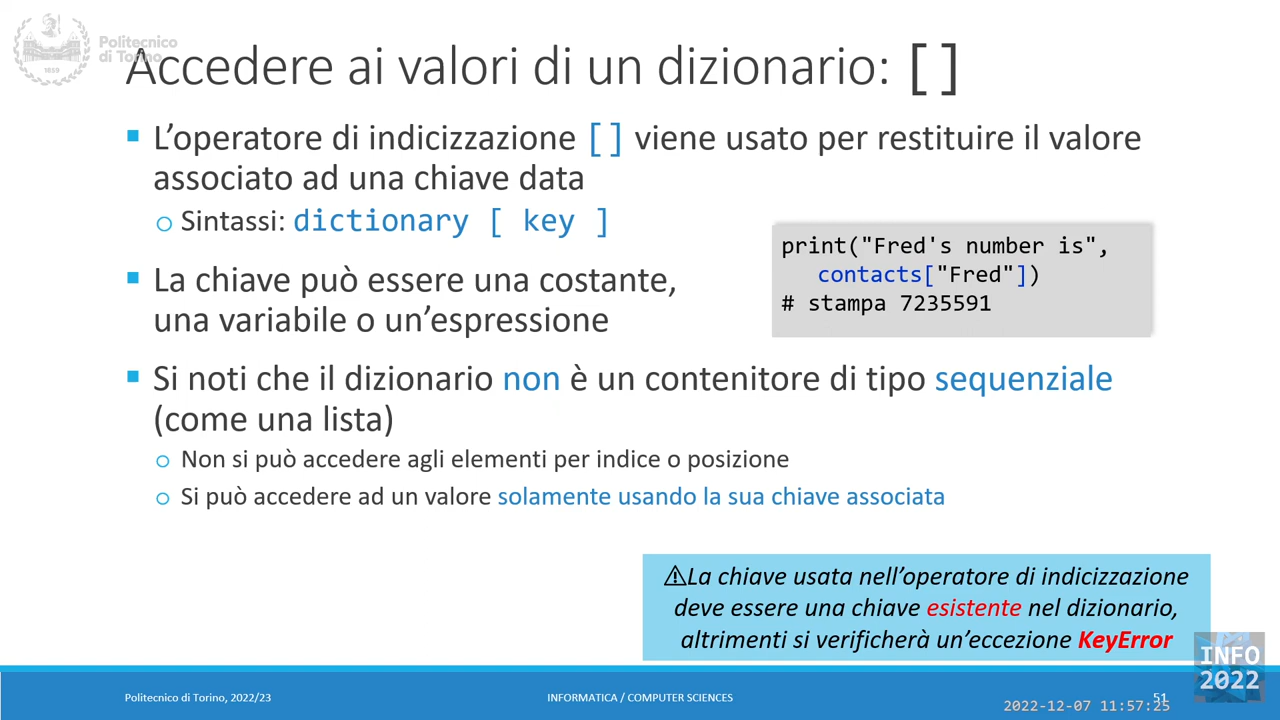 Politecnico
di Torino
1859
Accedere ai valori di un dizionario: []
L'operatore di indicizzazione [] viene usato per restituire il valore
associato ad una chiave data
Sintassi: dictionary [ key ]
La chiave può essere una costante,
una variabile o un'espressione
print("Fred's number is",
contacts["Fred"])
# stampa 7235591
Si noti che il dizionario non è un contenitore di tipo sequenziale
(come una lista)
Non si può accedere agli elementi per indice o posizione
Si può accedere ad un valore solamente usando la sua chiave associata
⚠La chiave usata nell'operatore di indicizzazione
deve essere una chiave esistente nel dizionario,
altrimenti si verificherà un'eccezione KeyError
Politecnico di Torino, 2022/23
INFORMATICA / COMPUTER SCIENCES
51
INFO
2022
2022-12-07 11:57:25